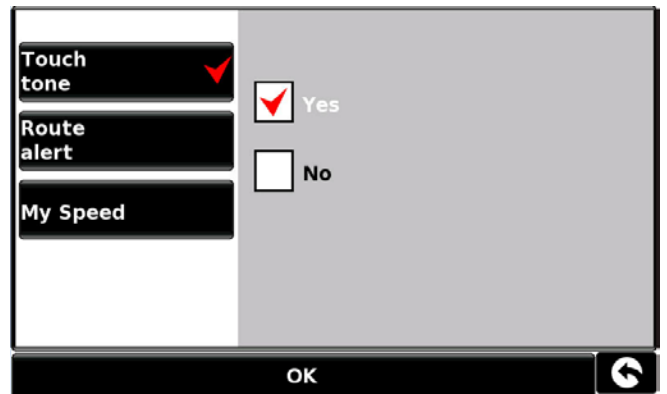 Touch
tone
Route
alert
My Speed
Yes
No
OK